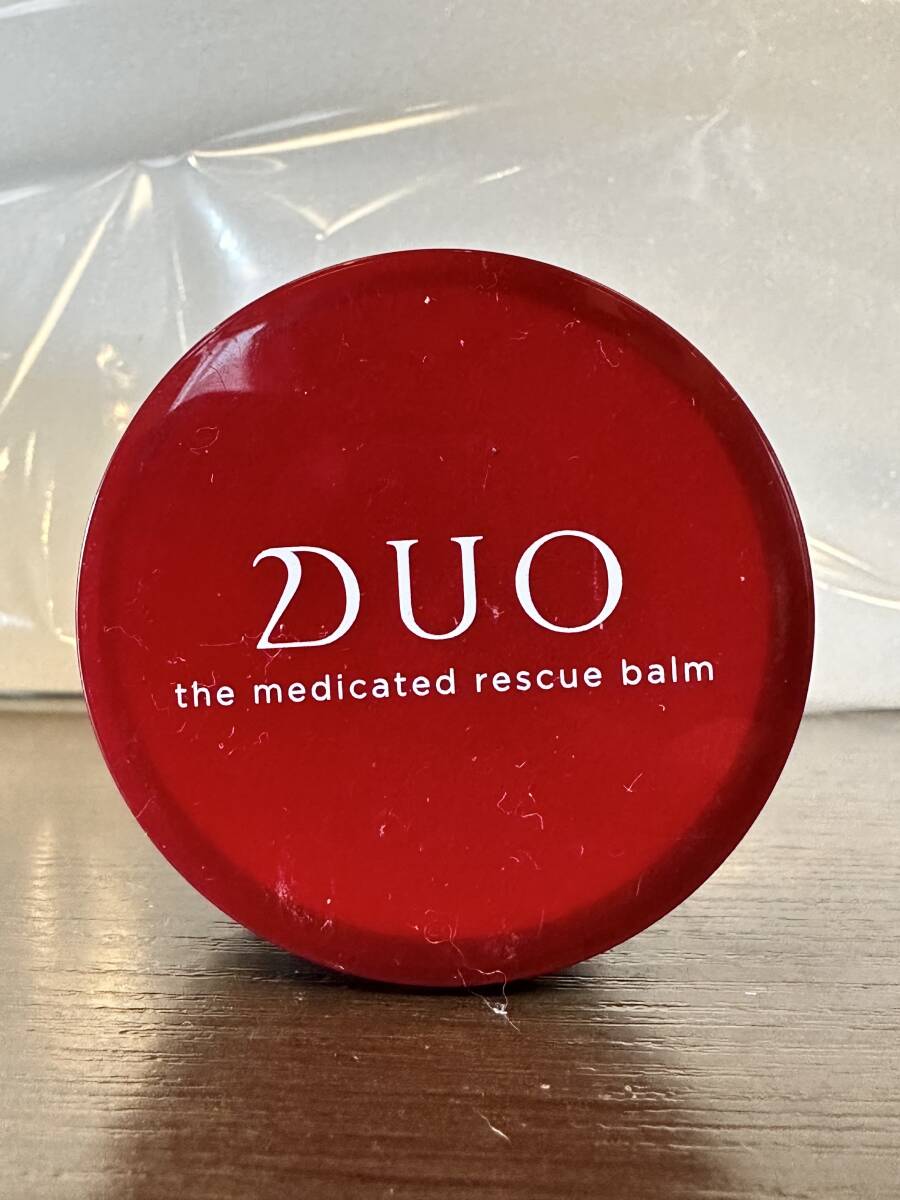 DUO
the medicated rescue balm